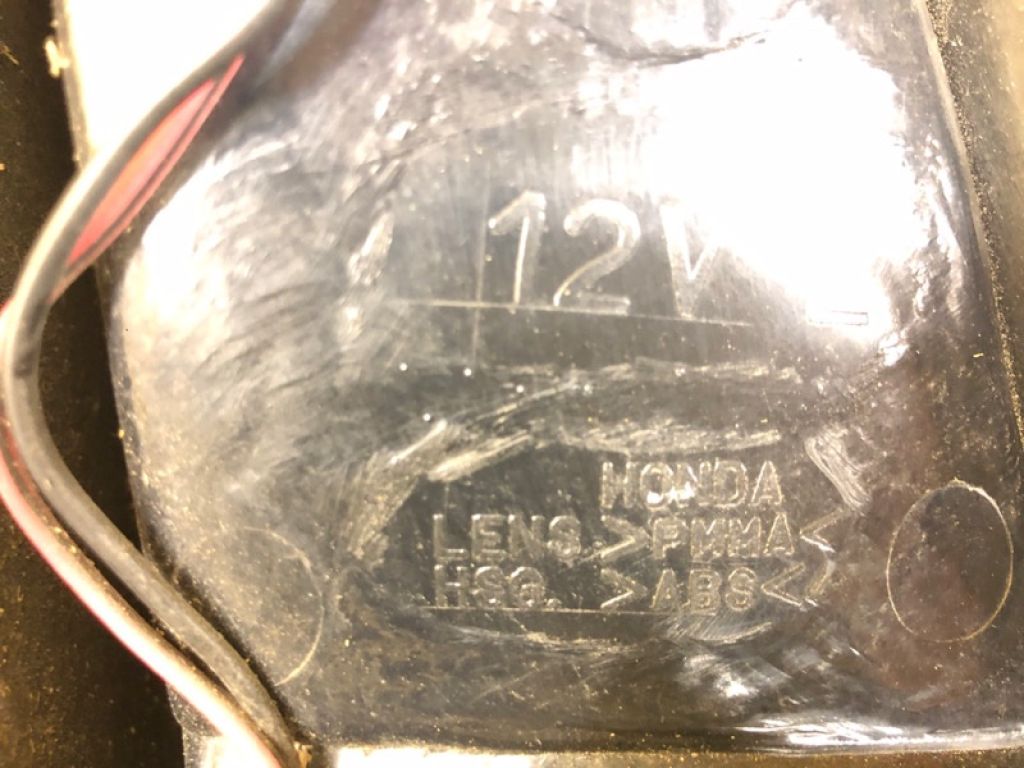 12V
HONDA
LENS. >PMMA<
HSG. >ABS<